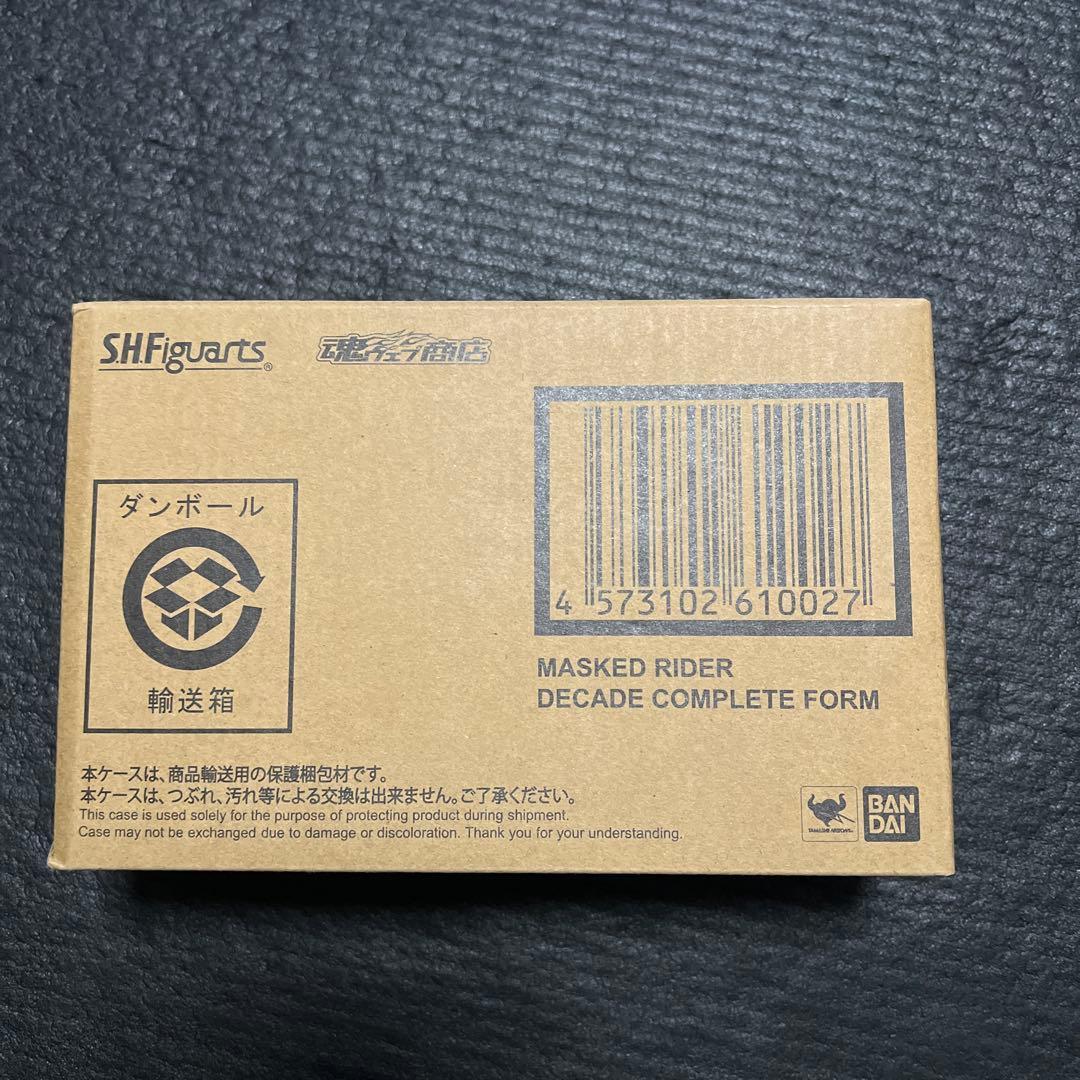 S.H.Figuarts®
魂ウェブ商店
ダンボール
輸送箱
4 573102 610027
MASKED RIDER
DECADE COMPLETE FORM
本ケースは、商品輸送用の保護梱包材です。
本ケースは、つぶれ、汚れ等による交換は出来ません。ご了承ください。
This case is used solely for the purpose of protecting product during shipment.
Case may not be exchanged due to damage or discoloration. Thank you for your understanding.
TAMASHII NATIONS
BAN
DAI